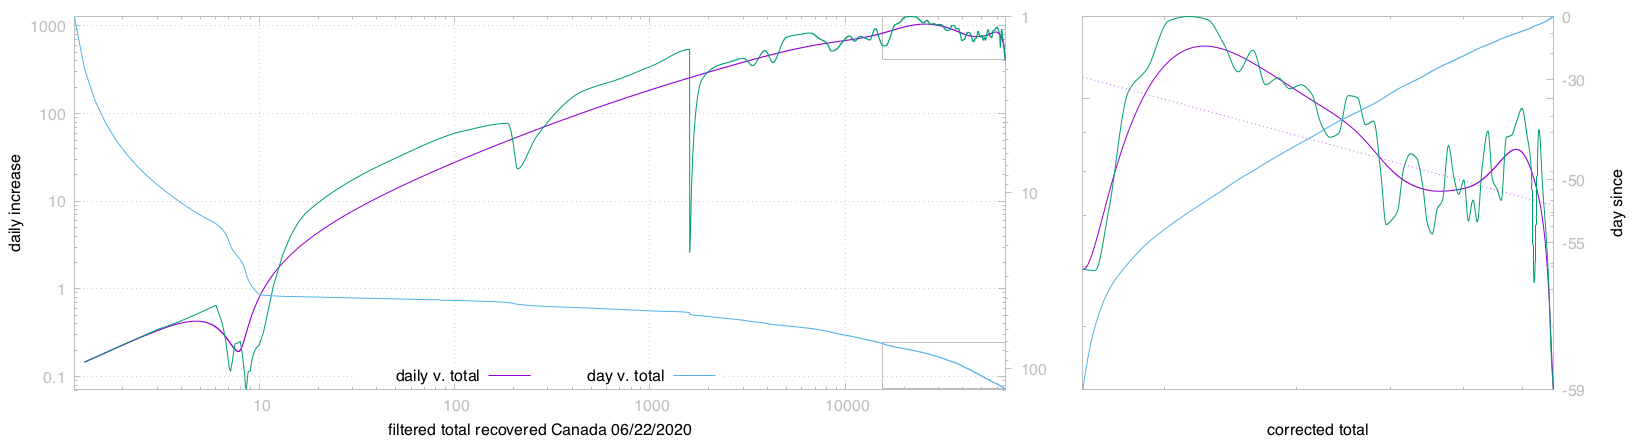 1000
100
10
1
0.1
daily increase
10
100
1000
10000
1
10
100
daily v. total
day v. total
filtered total recovered Canada 06/22/2020
0
-30
-50
-55
-59
day since
corrected total